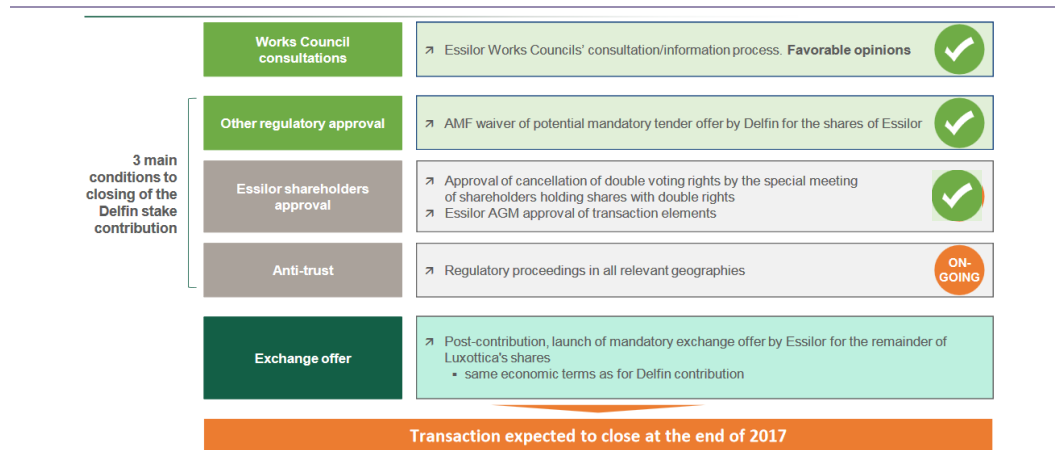 Works Council
consultations
Essilor Works Councils' consultation/information process. Favorable opinions
3 main
conditions to
closing of the
Delfin stake
contribution
Other regulatory approval
AMF waiver of potential mandatory tender offer by Delfin for the shares of Essilor
Essilor shareholders
approval
Approval of cancellation of double voting rights by the special meeting
of shareholders holding shares with double rights
Essilor AGM approval of transaction elements
Anti-trust
Regulatory proceedings in all relevant geographies
ON-
GOING
Exchange offer
Post-contribution, launch of mandatory exchange offer by Essilor for the remainder of
Luxottica's shares
▪ same economic terms as for Delfin contribution
Transaction expected to close at the end of 2017